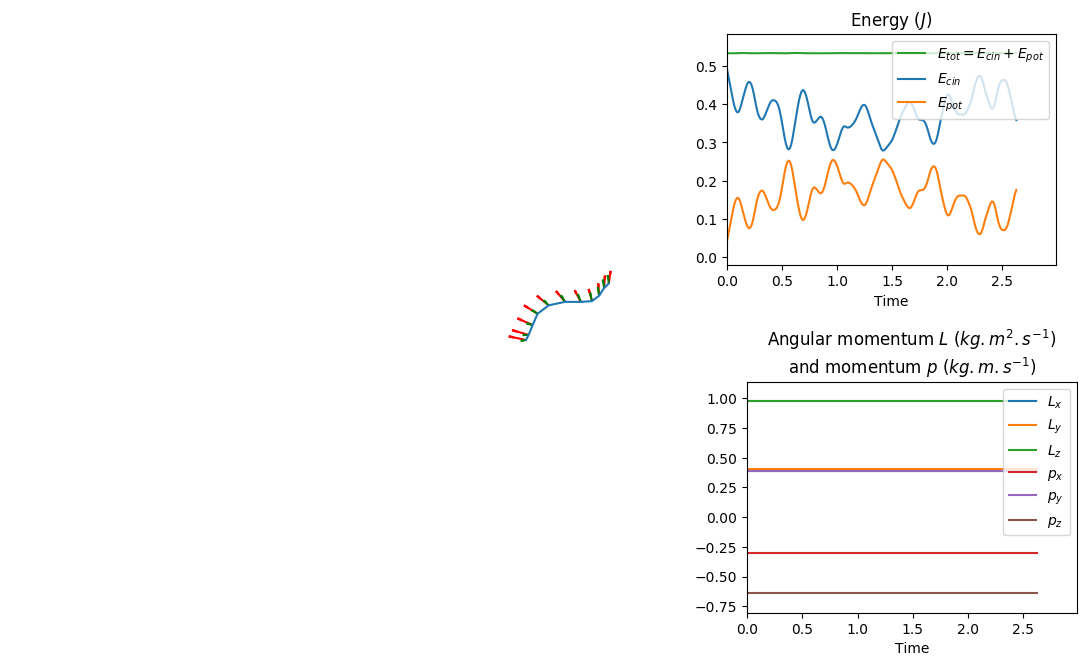 Energy (J)
E_tot = E_cin + E_pot
E_cin
E_pot
0.5
0.4
0.3
0.2
0.1
0.0
0.0 0.5 1.0 1.5 2.0 2.5
Time
Angular momentum L (kg.m².s⁻¹)
and momentum p (kg.m.s⁻¹)
L_x
L_y
L_z
p_x
p_y
p_z
1.00
0.75
0.50
0.25
0.00
−0.25
−0.50
−0.75
0.0 0.5 1.0 1.5 2.0 2.5
Time